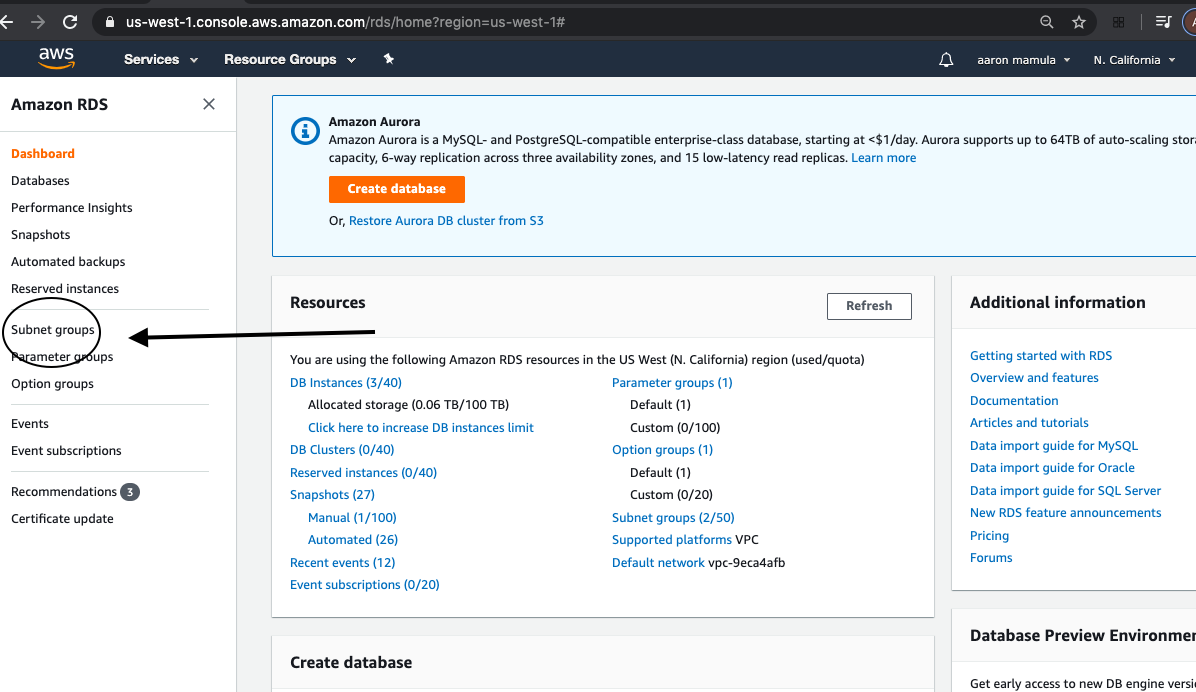 us-west-1.console.aws.amazon.com/rds/home?region=us-west-1#
aws
Services
Resource Groups
aaron mamula
N. California
Amazon RDS
Dashboard
Databases
Performance Insights
Snapshots
Automated backups
Reserved instances
Subnet groups
Parameter groups
Option groups
Events
Event subscriptions
Recommendations 3
Certificate update
Amazon Aurora
Amazon Aurora is a MySQL- and PostgreSQL-compatible enterprise-class database, starting at <$1/day. Aurora supports up to 64TB of auto-scaling stora
capacity, 6-way replication across three availability zones, and 15 low-latency read replicas. Learn more
Create database
Or, Restore Aurora DB cluster from S3
Resources
Refresh
You are using the following Amazon RDS resources in the US West (N. California) region (used/quota)
DB Instances (3/40)
Allocated storage (0.06 TB/100 TB)
Click here to increase DB instances limit
DB Clusters (0/40)
Reserved instances (0/40)
Snapshots (27)
Manual (1/100)
Automated (26)
Recent events (12)
Event subscriptions (0/20)
Parameter groups (1)
Default (1)
Custom (0/100)
Option groups (1)
Default (1)
Custom (0/20)
Subnet groups (2/50)
Supported platforms VPC
Default network vpc-9eca4afb
Additional information
Getting started with RDS
Overview and features
Documentation
Articles and tutorials
Data import guide for MySQL
Data import guide for Oracle
Data import guide for SQL Server
New RDS feature announcements
Pricing
Forums
Create database
Database Preview Environmen
Get early access to new DB engine versi